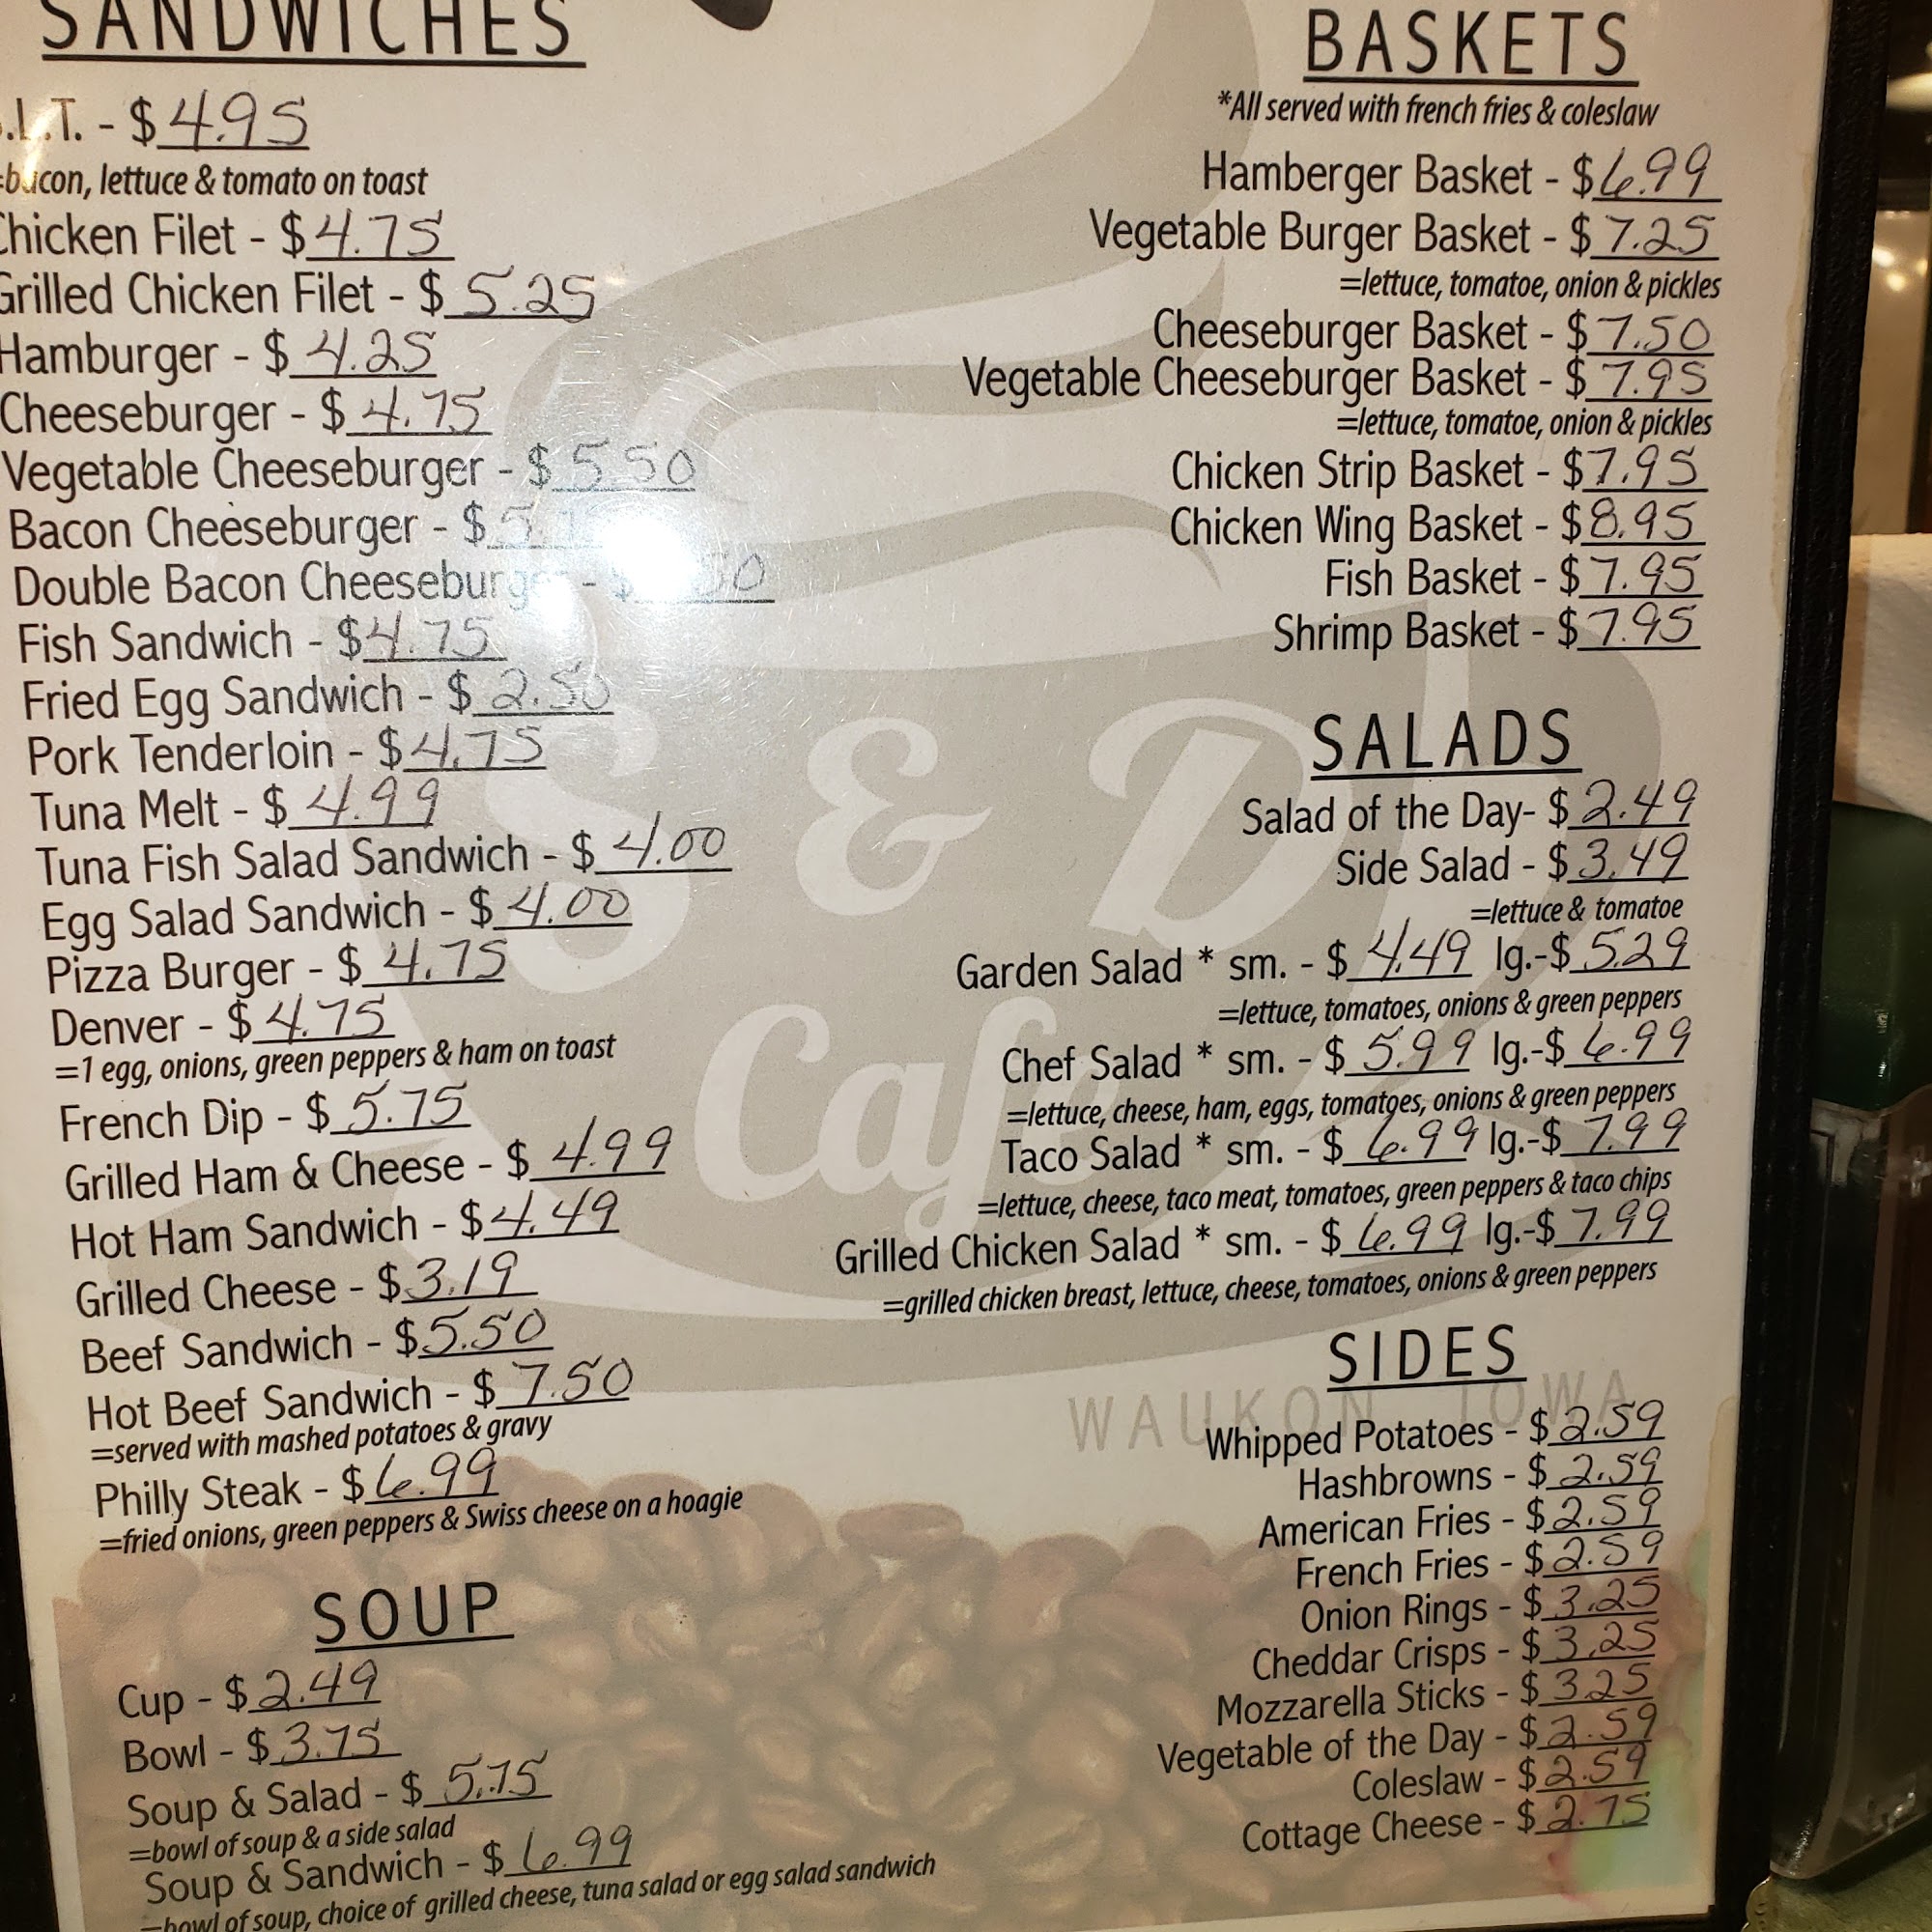 SANDWICHES
.L.T. - $4.95
=bacon, lettuce & tomato on toast
Chicken Filet - $4.75
Grilled Chicken Filet - $5.25
Hamburger - $4.25
Cheeseburger - $4.75
Vegetable Cheeseburger - $5.50
Bacon Cheeseburger - $
Double Bacon Cheeseburger - $
Fish Sandwich - $4.75
Fried Egg Sandwich - $2.50
Pork Tenderloin - $4.75
Tuna Melt - $4.99
Tuna Fish Salad Sandwich - $4.00
Egg Salad Sandwich - $4.00
Pizza Burger - $4.75
Denver - $4.75
=1 egg, onions, green peppers & ham on toast
French Dip - $5.75
Grilled Ham & Cheese - $4.99
Hot Ham Sandwich - $4.49
Grilled Cheese - $3.19
Beef Sandwich - $5.50
Hot Beef Sandwich - $7.50
=served with mashed potatoes & gravy
Philly Steak - $6.99
=fried onions, green peppers & Swiss cheese on a hoagie
SOUP
Cup - $2.49
Bowl - $3.75
Soup & Salad - $5.75
=bowl of soup & a side salad
Soup & Sandwich - $6.99
=bowl of soup, choice of grilled cheese, tuna salad or egg salad sandwich
BASKETS
*All served with french fries & coleslaw
Hamberger Basket - $6.99
Vegetable Burger Basket - $7.25
=lettuce, tomatoe, onion & pickles
Cheeseburger Basket - $7.50
Vegetable Cheeseburger Basket - $7.95
=lettuce, tomatoe, onion & pickles
Chicken Strip Basket - $7.95
Chicken Wing Basket - $8.95
Fish Basket - $7.95
Shrimp Basket - $7.95
SALADS
Salad of the Day- $2.49
Side Salad - $3.49
=lettuce & tomatoe
Garden Salad * sm. - $4.49 lg.-$5.29
=lettuce, tomatoes, onions & green peppers
Chef Salad * sm. - $5.99 lg.-$6.99
=lettuce, cheese, ham, eggs, tomatoes, onions & green peppers
Taco Salad * sm. - $6.99 lg.-$7.99
=lettuce, cheese, taco meat, tomatoes, green peppers & taco chips
Grilled Chicken Salad * sm. - $6.99 lg.-$7.99
=grilled chicken breast, lettuce, cheese, tomatoes, onions & green peppers
SIDES
Whipped Potatoes - $2.59
Hashbrowns - $2.59
American Fries - $2.59
French Fries - $2.59
Onion Rings - $3.25
Cheddar Crisps - $3.25
Mozzarella Sticks - $3.25
Vegetable of the Day - $2.59
Coleslaw - $2.59
Cottage Cheese - $2.75
S & D
Cafe
WAUKON IOWA